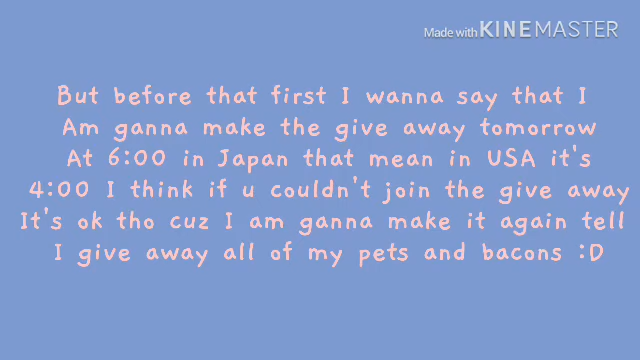 Made with KINEMASTER
But before that first I wanna say that I
Am ganna make the give away tomorrow
At 6:00 in Japan that mean in USA it's
4:00 I think if u couldn't join the give away
It's ok tho cuz I am ganna make it again tell
I give away all of my pets and bacons :D